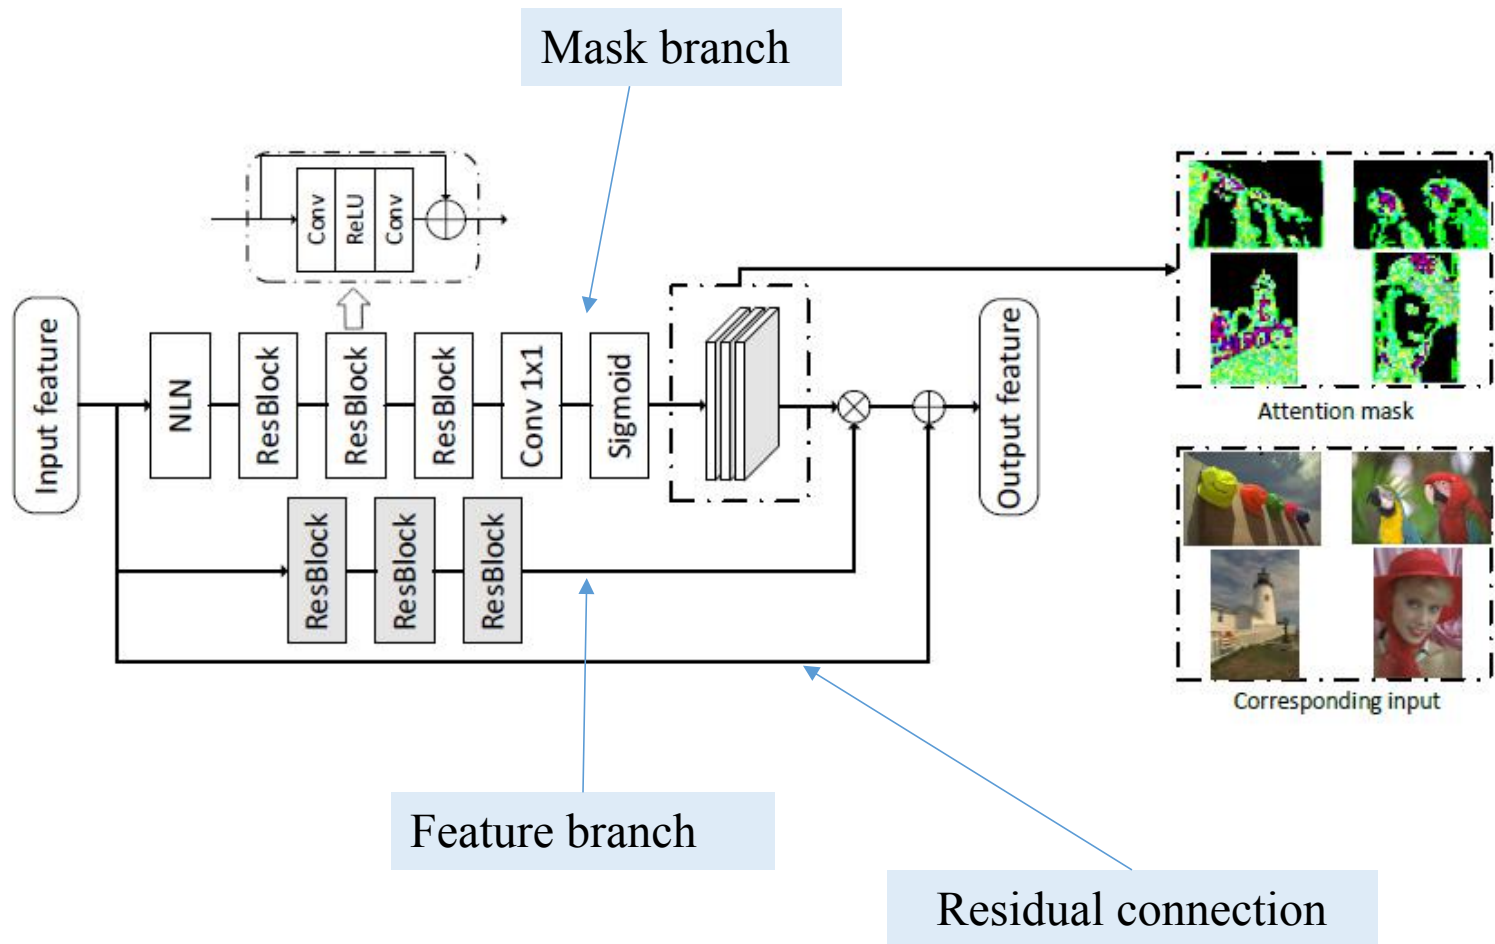 Mask branch
Conv
ReLU
Conv
Input feature
NLN
ResBlock
ResBlock
ResBlock
Conv 1x1
Sigmoid
Output feature
ResBlock
ResBlock
ResBlock
Attention mask
Corresponding input
Feature branch
Residual connection